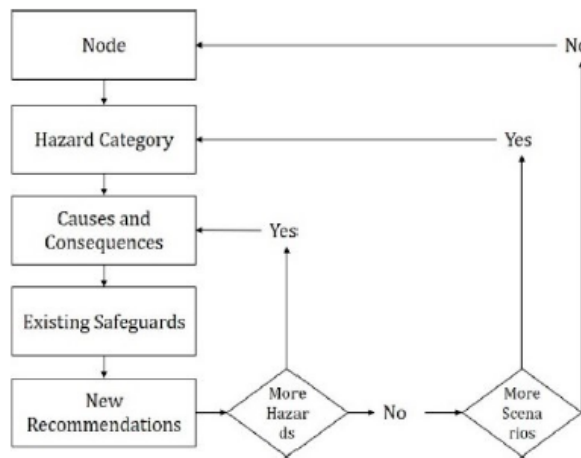 Node
No
Hazard Category
Yes
Causes and
Consequences
Yes
Existing Safeguards
New
Recommendations
More
Hazar
ds
No
More
Scena
rios